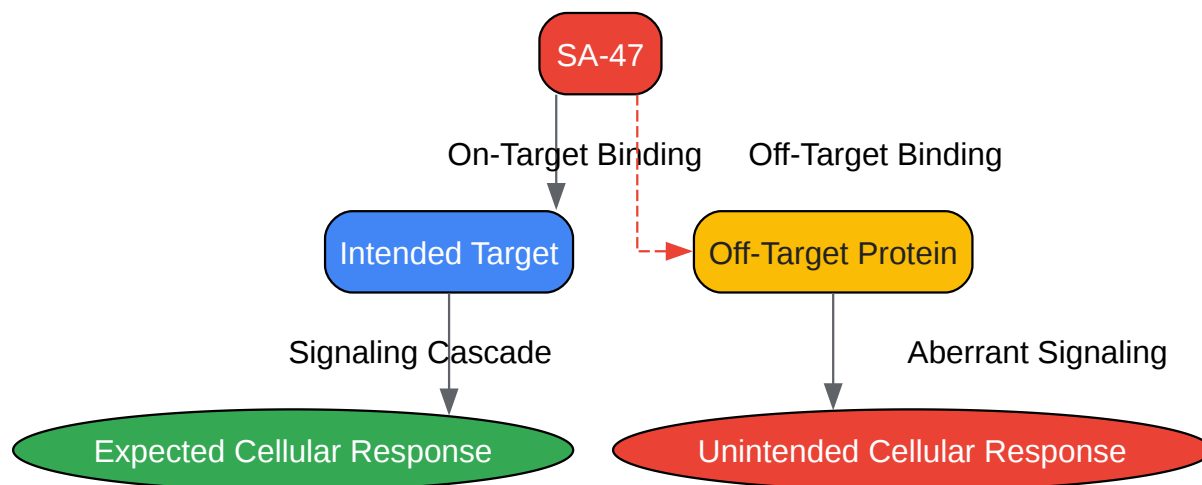 SA-47
On-Target Binding
Off-Target Binding
Intended Target
Off-Target Protein
Signaling Cascade
Aberrant Signaling
Expected Cellular Response
Unintended Cellular Response